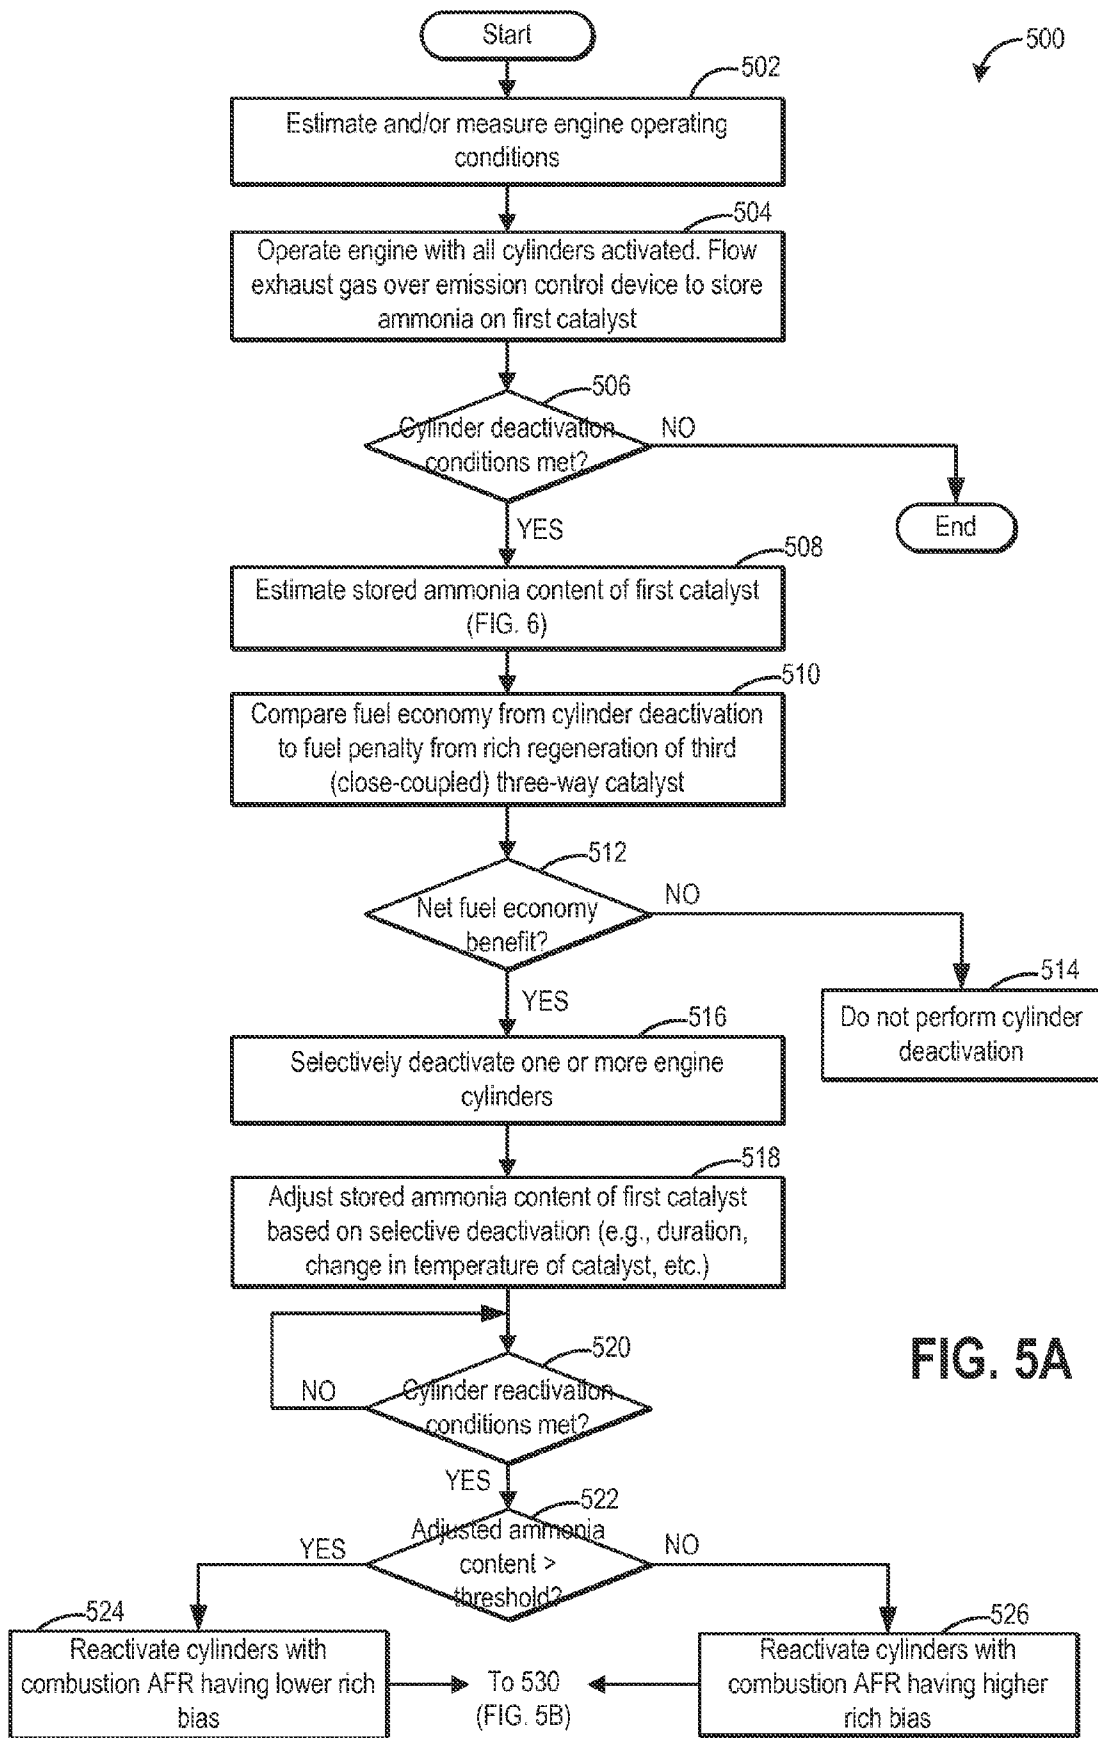 Start
500
502
Estimate and/or measure engine operating
conditions
504
Operate engine with all cylinders activated. Flow
exhaust gas over emission control device to store
ammonia on first catalyst
506
Cylinder deactivation
conditions met?
NO
End
YES
508
Estimate stored ammonia content of first catalyst
(FIG. 6)
510
Compare fuel economy from cylinder deactivation
to fuel penalty from rich regeneration of third
(close-coupled) three-way catalyst
512
Net fuel economy
benefit?
NO
514
Do not perform cylinder
deactivation
YES
516
Selectively deactivate one or more engine
cylinders
518
Adjust stored ammonia content of first catalyst
based on selective deactivation (e.g., duration,
change in temperature of catalyst, etc.)
520
Cylinder reactivation
conditions met?
NO
FIG. 5A
YES
522
Adjusted ammonia
content >
threshold?
YES
NO
524
Reactivate cylinders with
combustion AFR having lower rich
bias
To 530
(FIG. 5B)
526
Reactivate cylinders with
combustion AFR having higher
rich bias